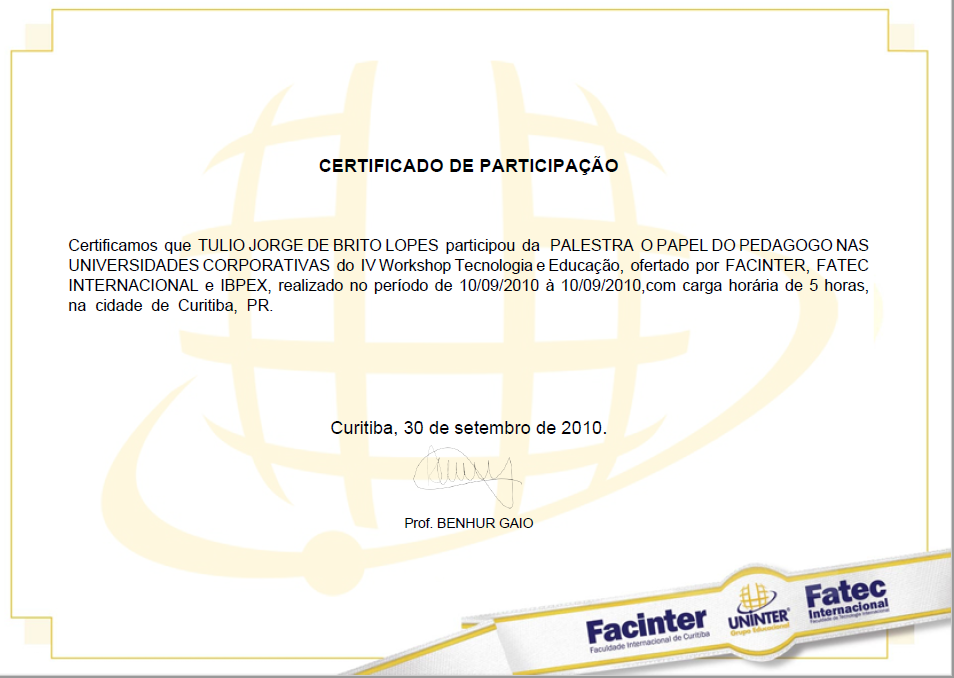 CERTIFICADO DE PARTICIPAÇÃO
Certificamos que TULIO JORGE DE BRITO LOPES participou da PALESTRA O PAPEL DO PEDAGOGO NAS
UNIVERSIDADES CORPORATIVAS do IV Workshop Tecnologia e Educação, ofertado por FACINTER, FATEC
INTERNACIONAL e IBPEX, realizado no período de 10/09/2010 à 10/09/2010,com carga horária de 5 horas,
na cidade de Curitiba, PR.
Curitiba, 30 de setembro de 2010.
Prof. BENHUR GAIO
Facinter
Faculdade Internacional de Curitiba
UNINTER
Grupo Educacional
Fatec
Internacional
Faculdade de Tecnologia Internacional